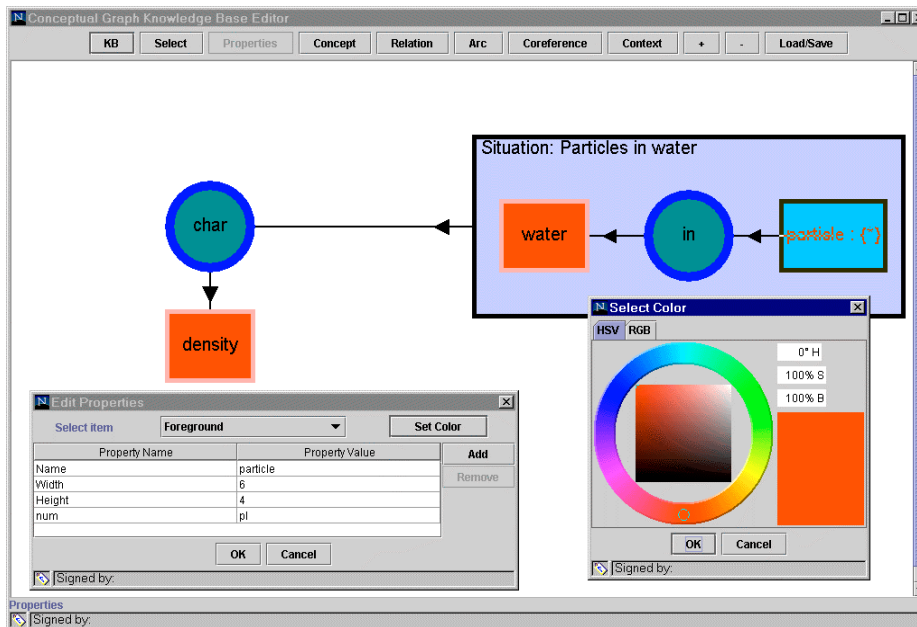 Conceptual Graph Knowledge Base Editor
KB Select Properties Concept Relation Arc Coreference Context + - Load/Save
Situation: Particles in water
char
water
in
particle : {*}
density
Select Color
HSV RGB
0° H
100% S
100% B
OK Cancel
Signed by:
Edit Properties
Select item Foreground Set Color
Property Name Property Value Add
Name particle Remove
Width 6
Height 4
num pl
OK Cancel
Signed by:
Properties
Signed by: